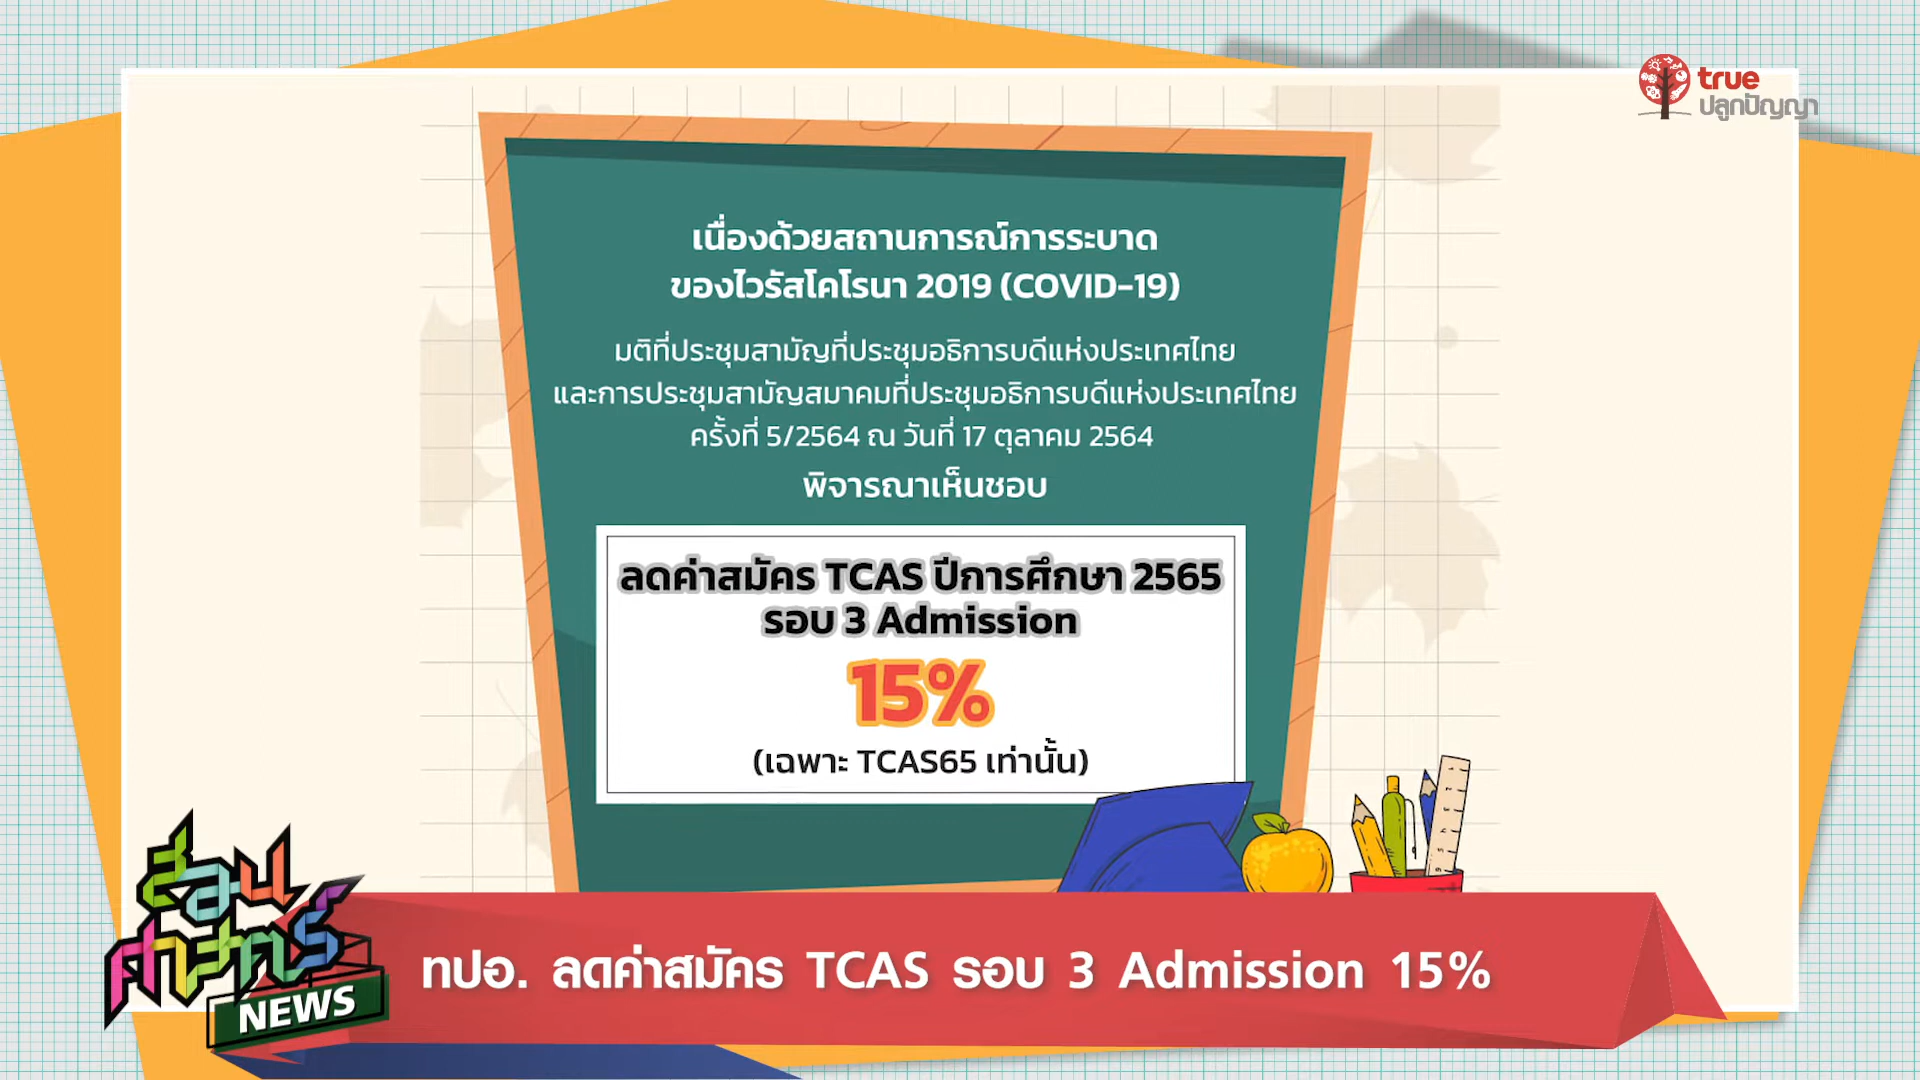 true
ปลูกปัญญา
เนื่องด้วยสถานการณ์การระบาด
ของไวรัสโคโรนา 2019 (COVID-19)
มติที่ประชุมสามัญที่ประชุมอธิการบดีแห่งประเทศไทย
และการประชุมสามัญสมาคมที่ประชุมอธิการบดีแห่งประเทศไทย
ครั้งที่ 5/2564 ณ วันที่ 17 ตุลาคม 2564
พิจารณาเห็นชอบ
ลดค่าสมัคร TCAS ปีการศึกษา 2565
รอบ 3 Admission
15%
(เฉพาะ TCAS65 เท่านั้น)
สอน
ศาสตร์
NEWS
ทปอ. ลดค่าสมัคร TCAS รอบ 3 Admission 15%